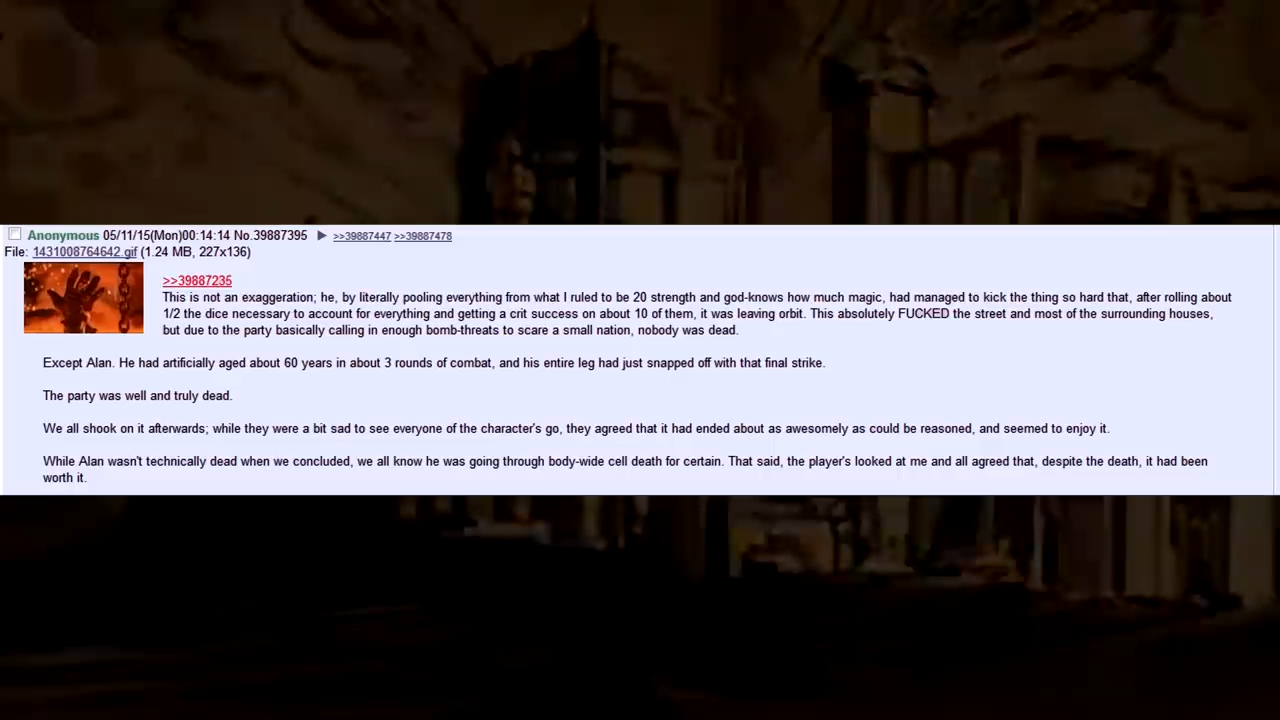 Anonymous 05/11/15(Mon)00:14:14 No.39887395 ▶ >>39887447 >>39887478
File: 1431008764642.gif (1.24 MB, 227x136)
>>39887235
This is not an exaggeration; he, by literally pooling everything from what I ruled to be 20 strength and god-knows how much magic, had managed to kick the thing so hard that, after rolling about
1/2 the dice necessary to account for everything and getting a crit success on about 10 of them, it was leaving orbit. This absolutely FUCKED the street and most of the surrounding houses,
but due to the party basically calling in enough bomb-threats to scare a small nation, nobody was dead.
Except Alan. He had artificially aged about 60 years in about 3 rounds of combat, and his entire leg had just snapped off with that final strike.
The party was well and truly dead.
We all shook on it afterwards; while they were a bit sad to see everyone of the character's go, they agreed that it had ended about as awesomely as could be reasoned, and seemed to enjoy it.
While Alan wasn't technically dead when we concluded, we all know he was going through body-wide cell death for certain. That said, the player's looked at me and all agreed that, despite the death, it had been
worth it.